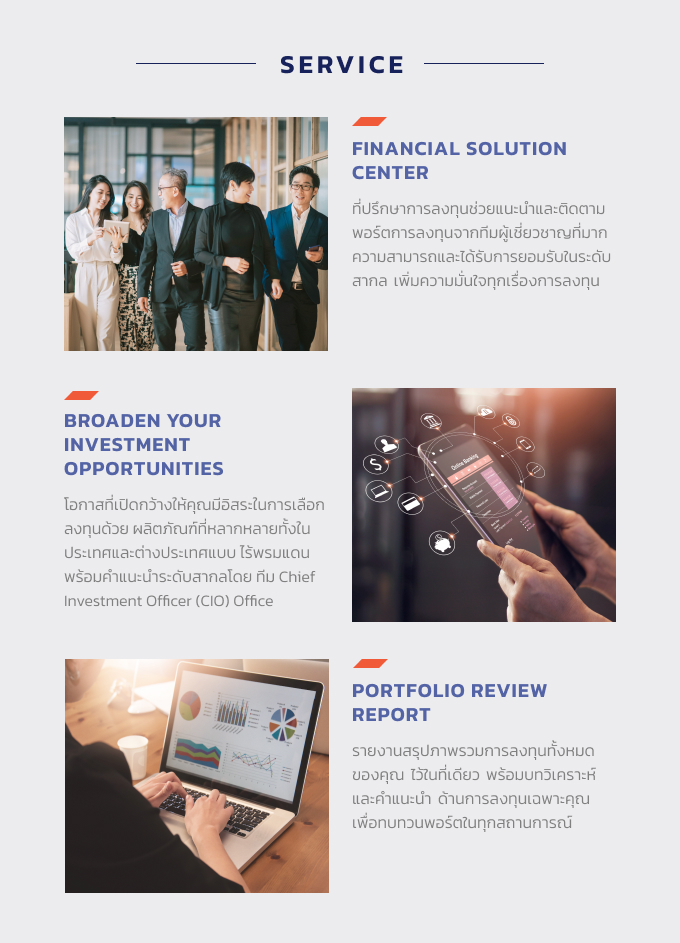 SERVICE
FINANCIAL SOLUTION
CENTER
ที่ปรึกษาการลงทุนช่วยแนะนำและติดตาม
พอร์ตการลงทุนจากทีมผู้เชี่ยวชาญที่มาก
ความสามารถและได้รับการยอมรับในระดับ
สากล เพิ่มความมั่นใจทุกเรื่องการลงทุน
BROADEN YOUR
INVESTMENT
OPPORTUNITIES
โอกาสที่เปิดกว้างให้คุณมีอิสระในการเลือก
ลงทุนด้วย ผลิตภัณฑ์ที่หลากหลายทั้งใน
ประเทศและต่างประเทศแบบ ไร้พรมแดน
พร้อมคำแนะนำระดับสากลโดย ทีม Chief
Investment Officer (CIO) Office
Online Banking
PORTFOLIO REVIEW
REPORT
รายงานสรุปภาพรวมการลงทุนทั้งหมด
ของคุณ ไว้ในที่เดียว พร้อมบทวิเคราะห์
และคำแนะนำ ด้านการลงทุนเฉพาะคุณ
เพื่อทบทวนพอร์ตในทุกสถานการณ์